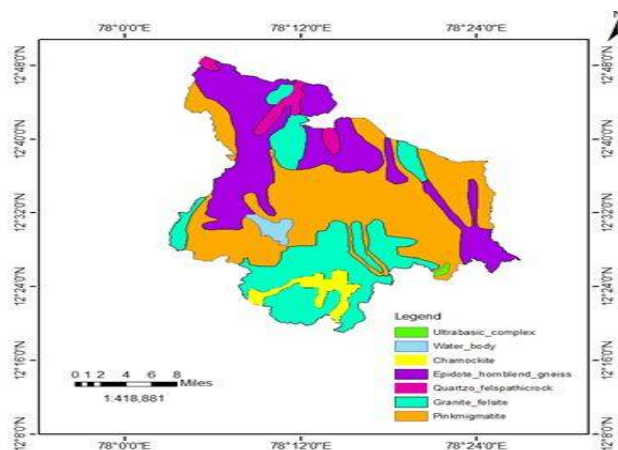 78°0'0"E 78°12'0"E 78°24'0"E
N
12°48'0"N 12°48'0"N
12°40'0"N 12°40'0"N
12°32'0"N 12°32'0"N
12°24'0"N 12°24'0"N
12°16'0"N 12°16'0"N
12°8'0"N 12°8'0"N
Legend
Ultrabasic_complex
Water_body
Charnockite
Epidote_hornblend_gneiss
Quartzo_felspathicrock
Granite_felsite
Pinkmigmatite
0 1 2 4 6 8
Miles
1:418,881
78°0'0"E 78°12'0"E 78°24'0"E